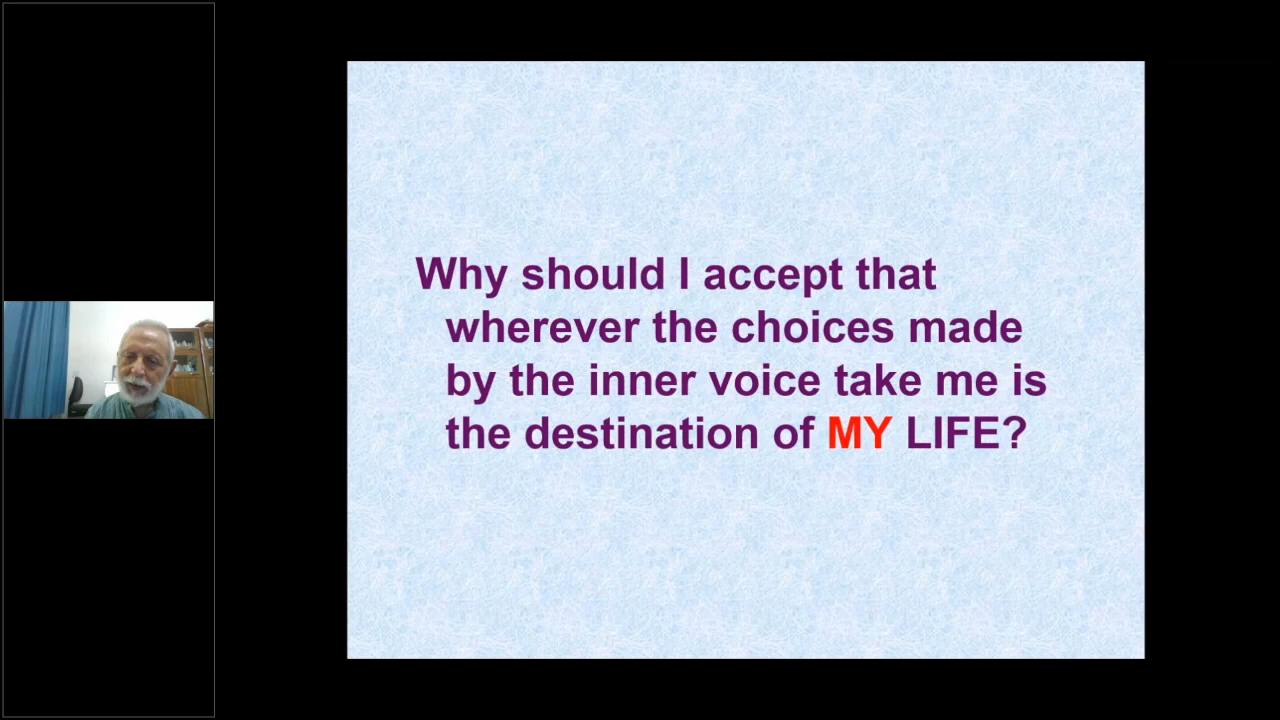 Why should I accept that
wherever the choices made
by the inner voice take me is
the destination of MY LIFE?